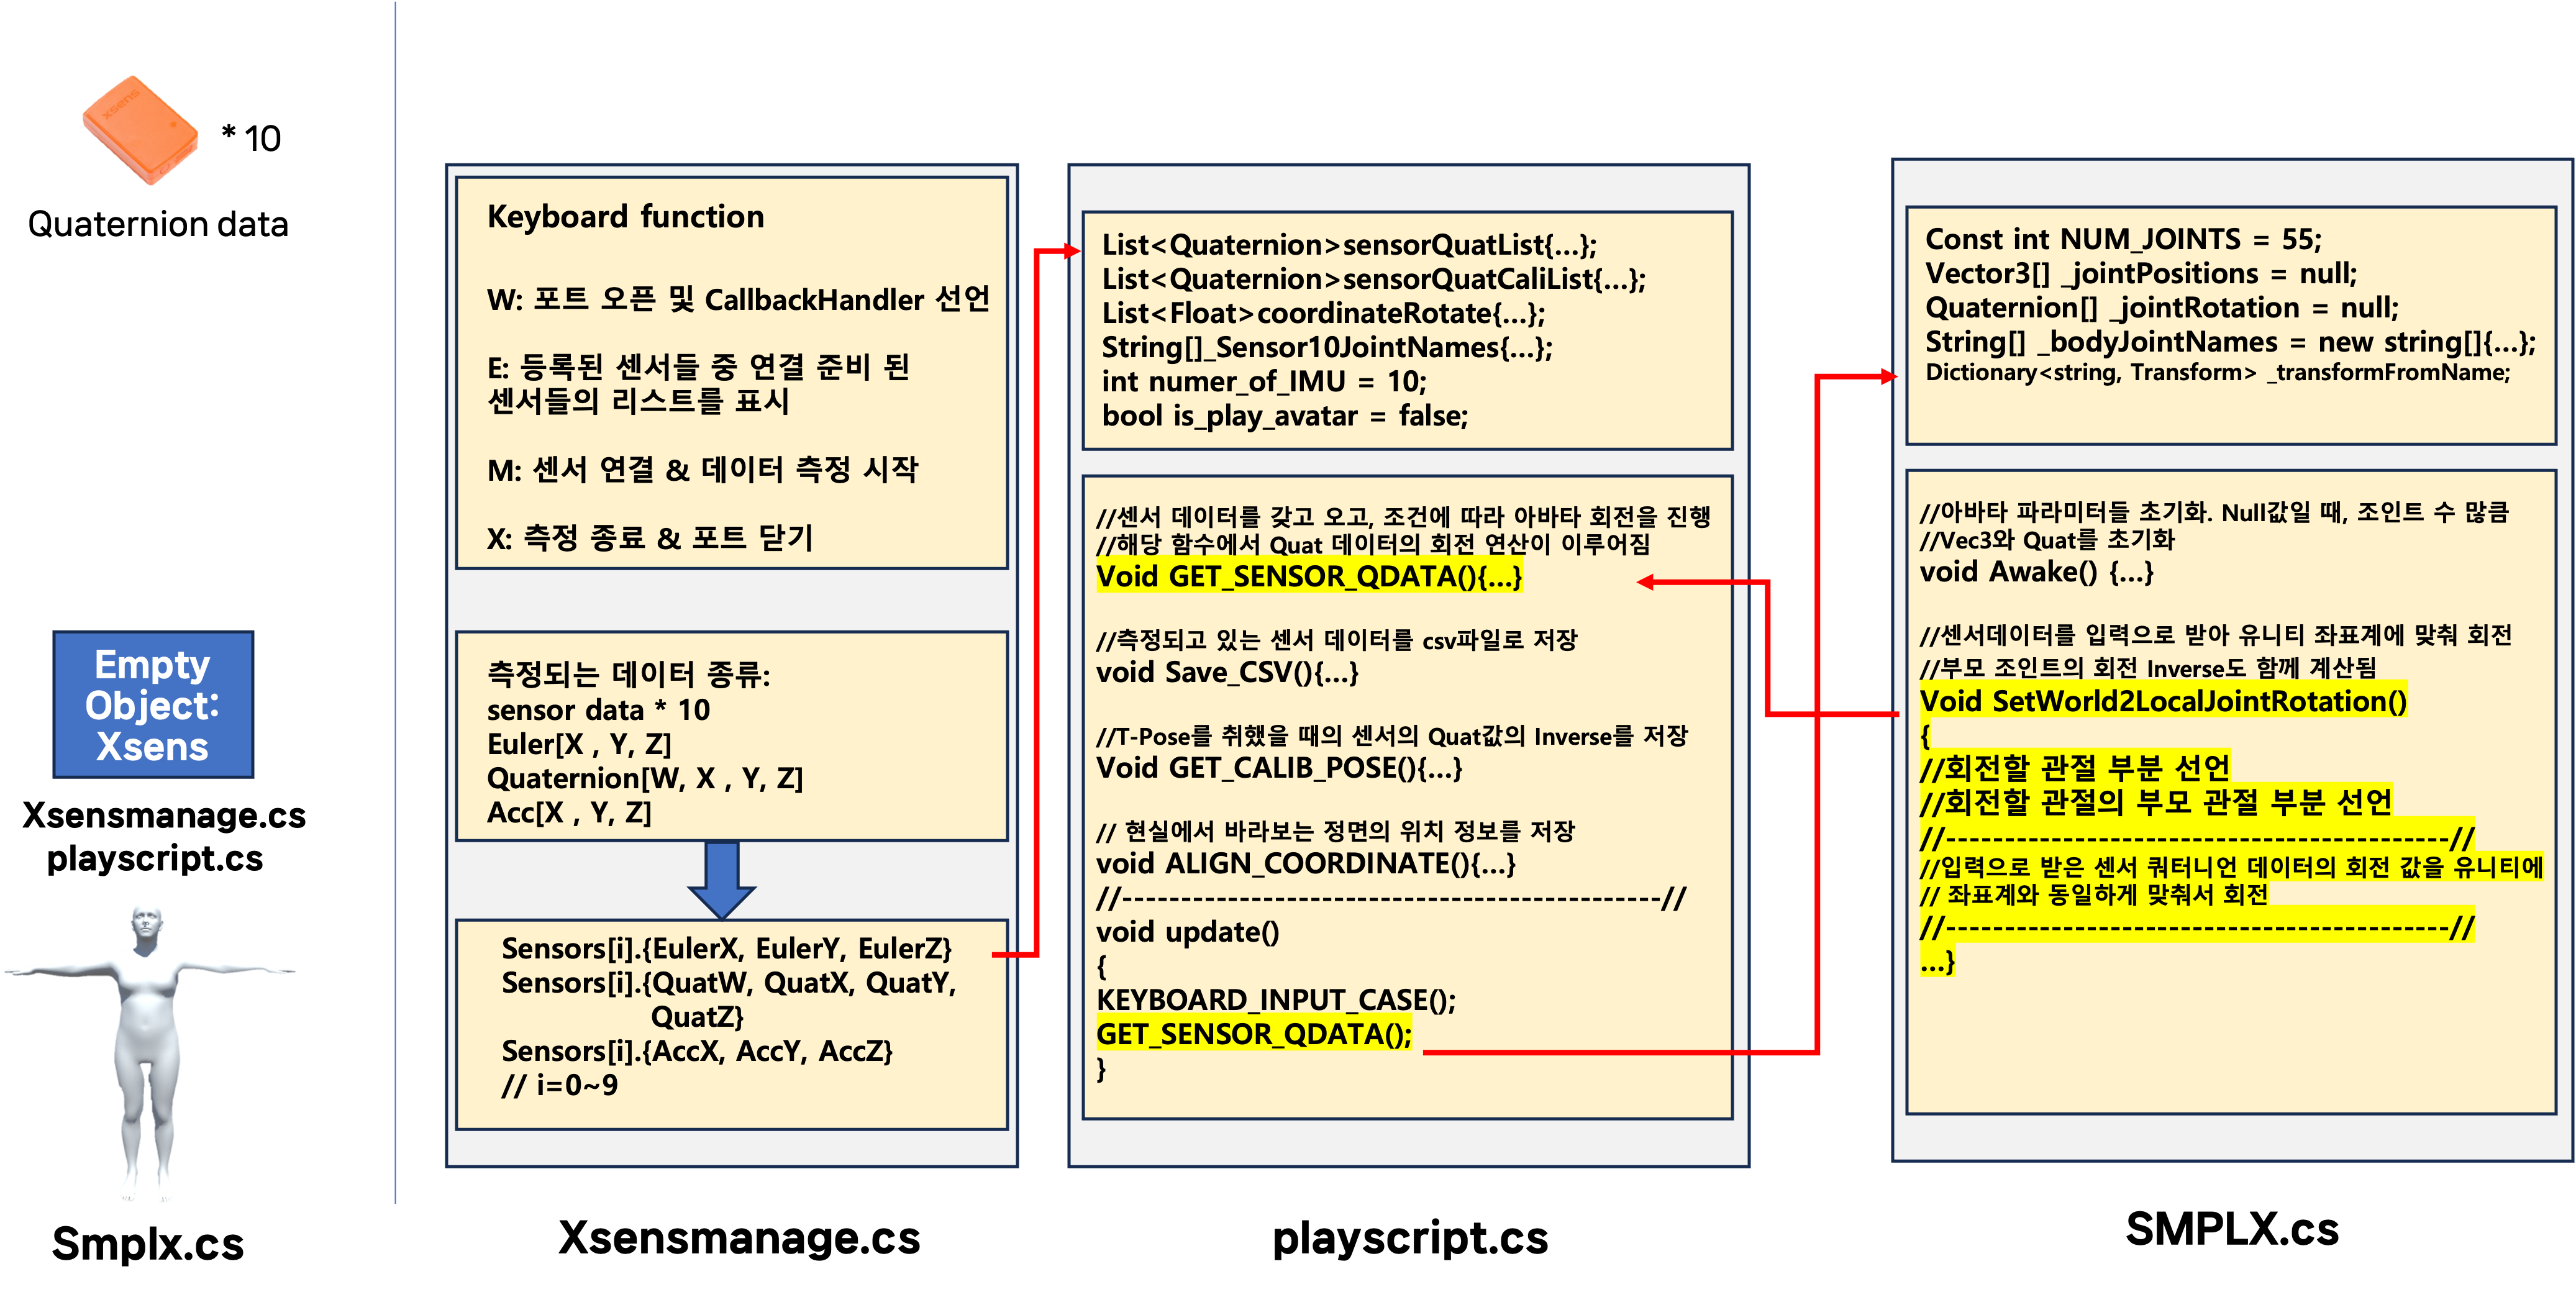 xsens
* 10
Quaternion data
Empty
Object:
Xsens
Xsensmanage.cs
playscript.cs
Smplx.cs
Keyboard function
W: 포트 오픈 및 CallbackHandler 선언
E: 등록된 센서들 중 연결 준비 된
센서들의 리스트를 표시
M: 센서 연결 & 데이터 측정 시작
X: 측정 종료 & 포트 닫기
측정되는 데이터 종류:
sensor data * 10
Euler[X , Y, Z]
Quaternion[W, X , Y, Z]
Acc[X , Y, Z]
Sensors[i].{EulerX, EulerY, EulerZ}
Sensors[i].{QuatW, QuatX, QuatY,
QuatZ}
Sensors[i].{AccX, AccY, AccZ}
// i=0~9
Xsensmanage.cs
List<Quaternion>sensorQuatList{...};
List<Quaternion>sensorQuatCaliList{...};
List<Float>coordinateRotate{...};
String[]_Sensor10JointNames{...};
int numer_of_IMU = 10;
bool is_play_avatar = false;
//센서 데이터를 갖고 오고, 조건에 따라 아바타 회전을 진행
//해당 함수에서 Quat 데이터의 회전 연산이 이루어짐
Void GET_SENSOR_QDATA(){...}
//측정되고 있는 센서 데이터를 csv파일로 저장
void Save_CSV(){...}
//T-Pose를 취했을 때의 센서의 Quat값의 Inverse를 저장
Void GET_CALIB_POSE(){...}
// 현실에서 바라보는 정면의 위치 정보를 저장
void ALIGN_COORDINATE(){...}
//---------------------------------------------//
void update()
{
KEYBOARD_INPUT_CASE();
GET_SENSOR_QDATA();
}
playscript.cs
Const int NUM_JOINTS = 55;
Vector3[] _jointPositions = null;
Quaternion[] _jointRotation = null;
String[] _bodyJointNames = new string[]{...};
Dictionary<string, Transform> _transformFromName;
//아바타 파라미터들 초기화. Null값일 때, 조인트 수 많큼
//Vec3와 Quat를 초기화
void Awake() {...}
//센서데이터를 입력으로 받아 유니티 좌표계에 맞춰 회전
//부모 조인트의 회전 Inverse도 함께 계산됨
Void SetWorld2LocalJointRotation()
{
//회전할 관절 부분 선언
//회전할 관절의 부모 관절 부분 선언
//------------------------------------------//
//입력으로 받은 센서 쿼터니언 데이터의 회전 값을 유니티에
// 좌표계와 동일하게 맞춰서 회전
//------------------------------------------//
...}
SMPLX.cs